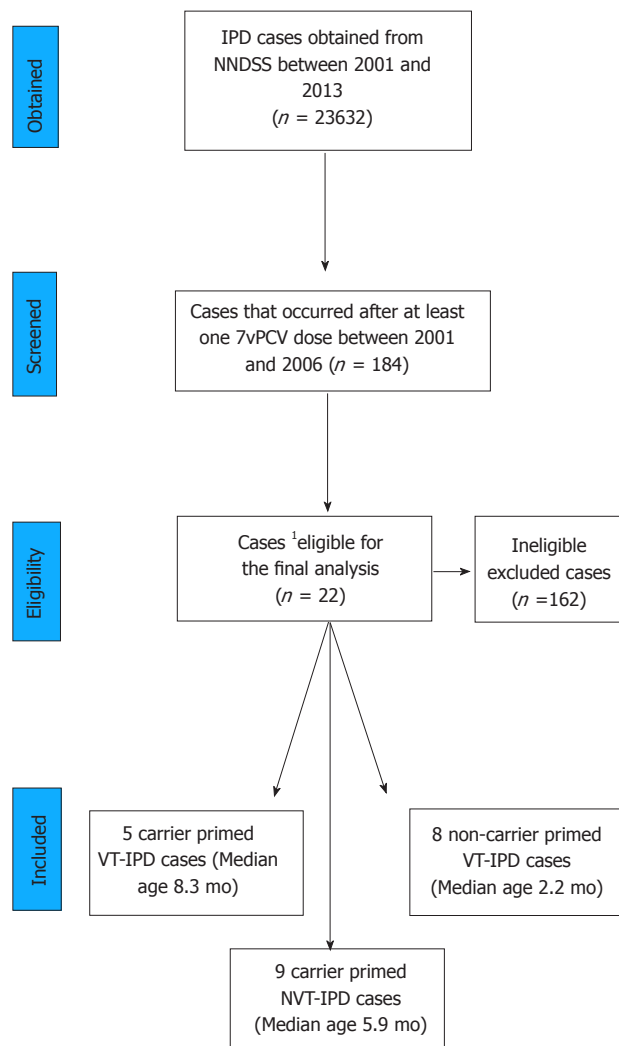 Obtained
IPD cases obtained from
NNDSS between 2001 and
2013
(n = 23632)
Screened
Cases that occurred after at least
one 7vPCV dose between 2001
and 2006 (n = 184)
Eligibility
Cases ¹eligible for
the final analysis
(n = 22)
Ineligible
excluded cases
(n =162)
Included
5 carrier primed
VT-IPD cases (Median
age 8.3 mo)
8 non-carrier primed
VT-IPD cases
(Median age 2.2 mo)
9 carrier primed
NVT-IPD cases
(Median age 5.9 mo)